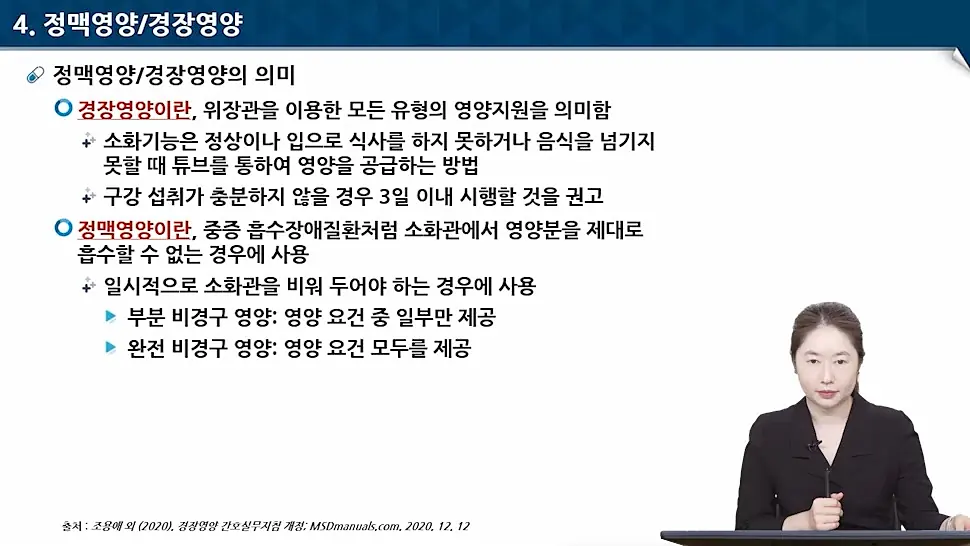 4. 정맥영양/경장영양
정맥영양/경장영양의 의미
경장영양이란, 위장관을 이용한 모든 유형의 영양지원을 의미함
소화기능은 정상이나 입으로 식사를 하지 못하거나 음식을 넘기지
못할 때 튜브를 통하여 영양을 공급하는 방법
구강 섭취가 충분하지 않을 경우 3일 이내 시행할 것을 권고
정맥영양이란, 중증 흡수장애질환처럼 소화관에서 영양분을 제대로
흡수할 수 없는 경우에 사용
일시적으로 소화관을 비워 두어야 하는 경우에 사용
부분 비경구 영양: 영양 요건 중 일부만 제공
완전 비경구 영양: 영양 요건 모두를 제공
출처 : 조용애 외 (2020), 경장영양 간호실무지침 개정; MSDmanuals.com, 2020, 12, 12